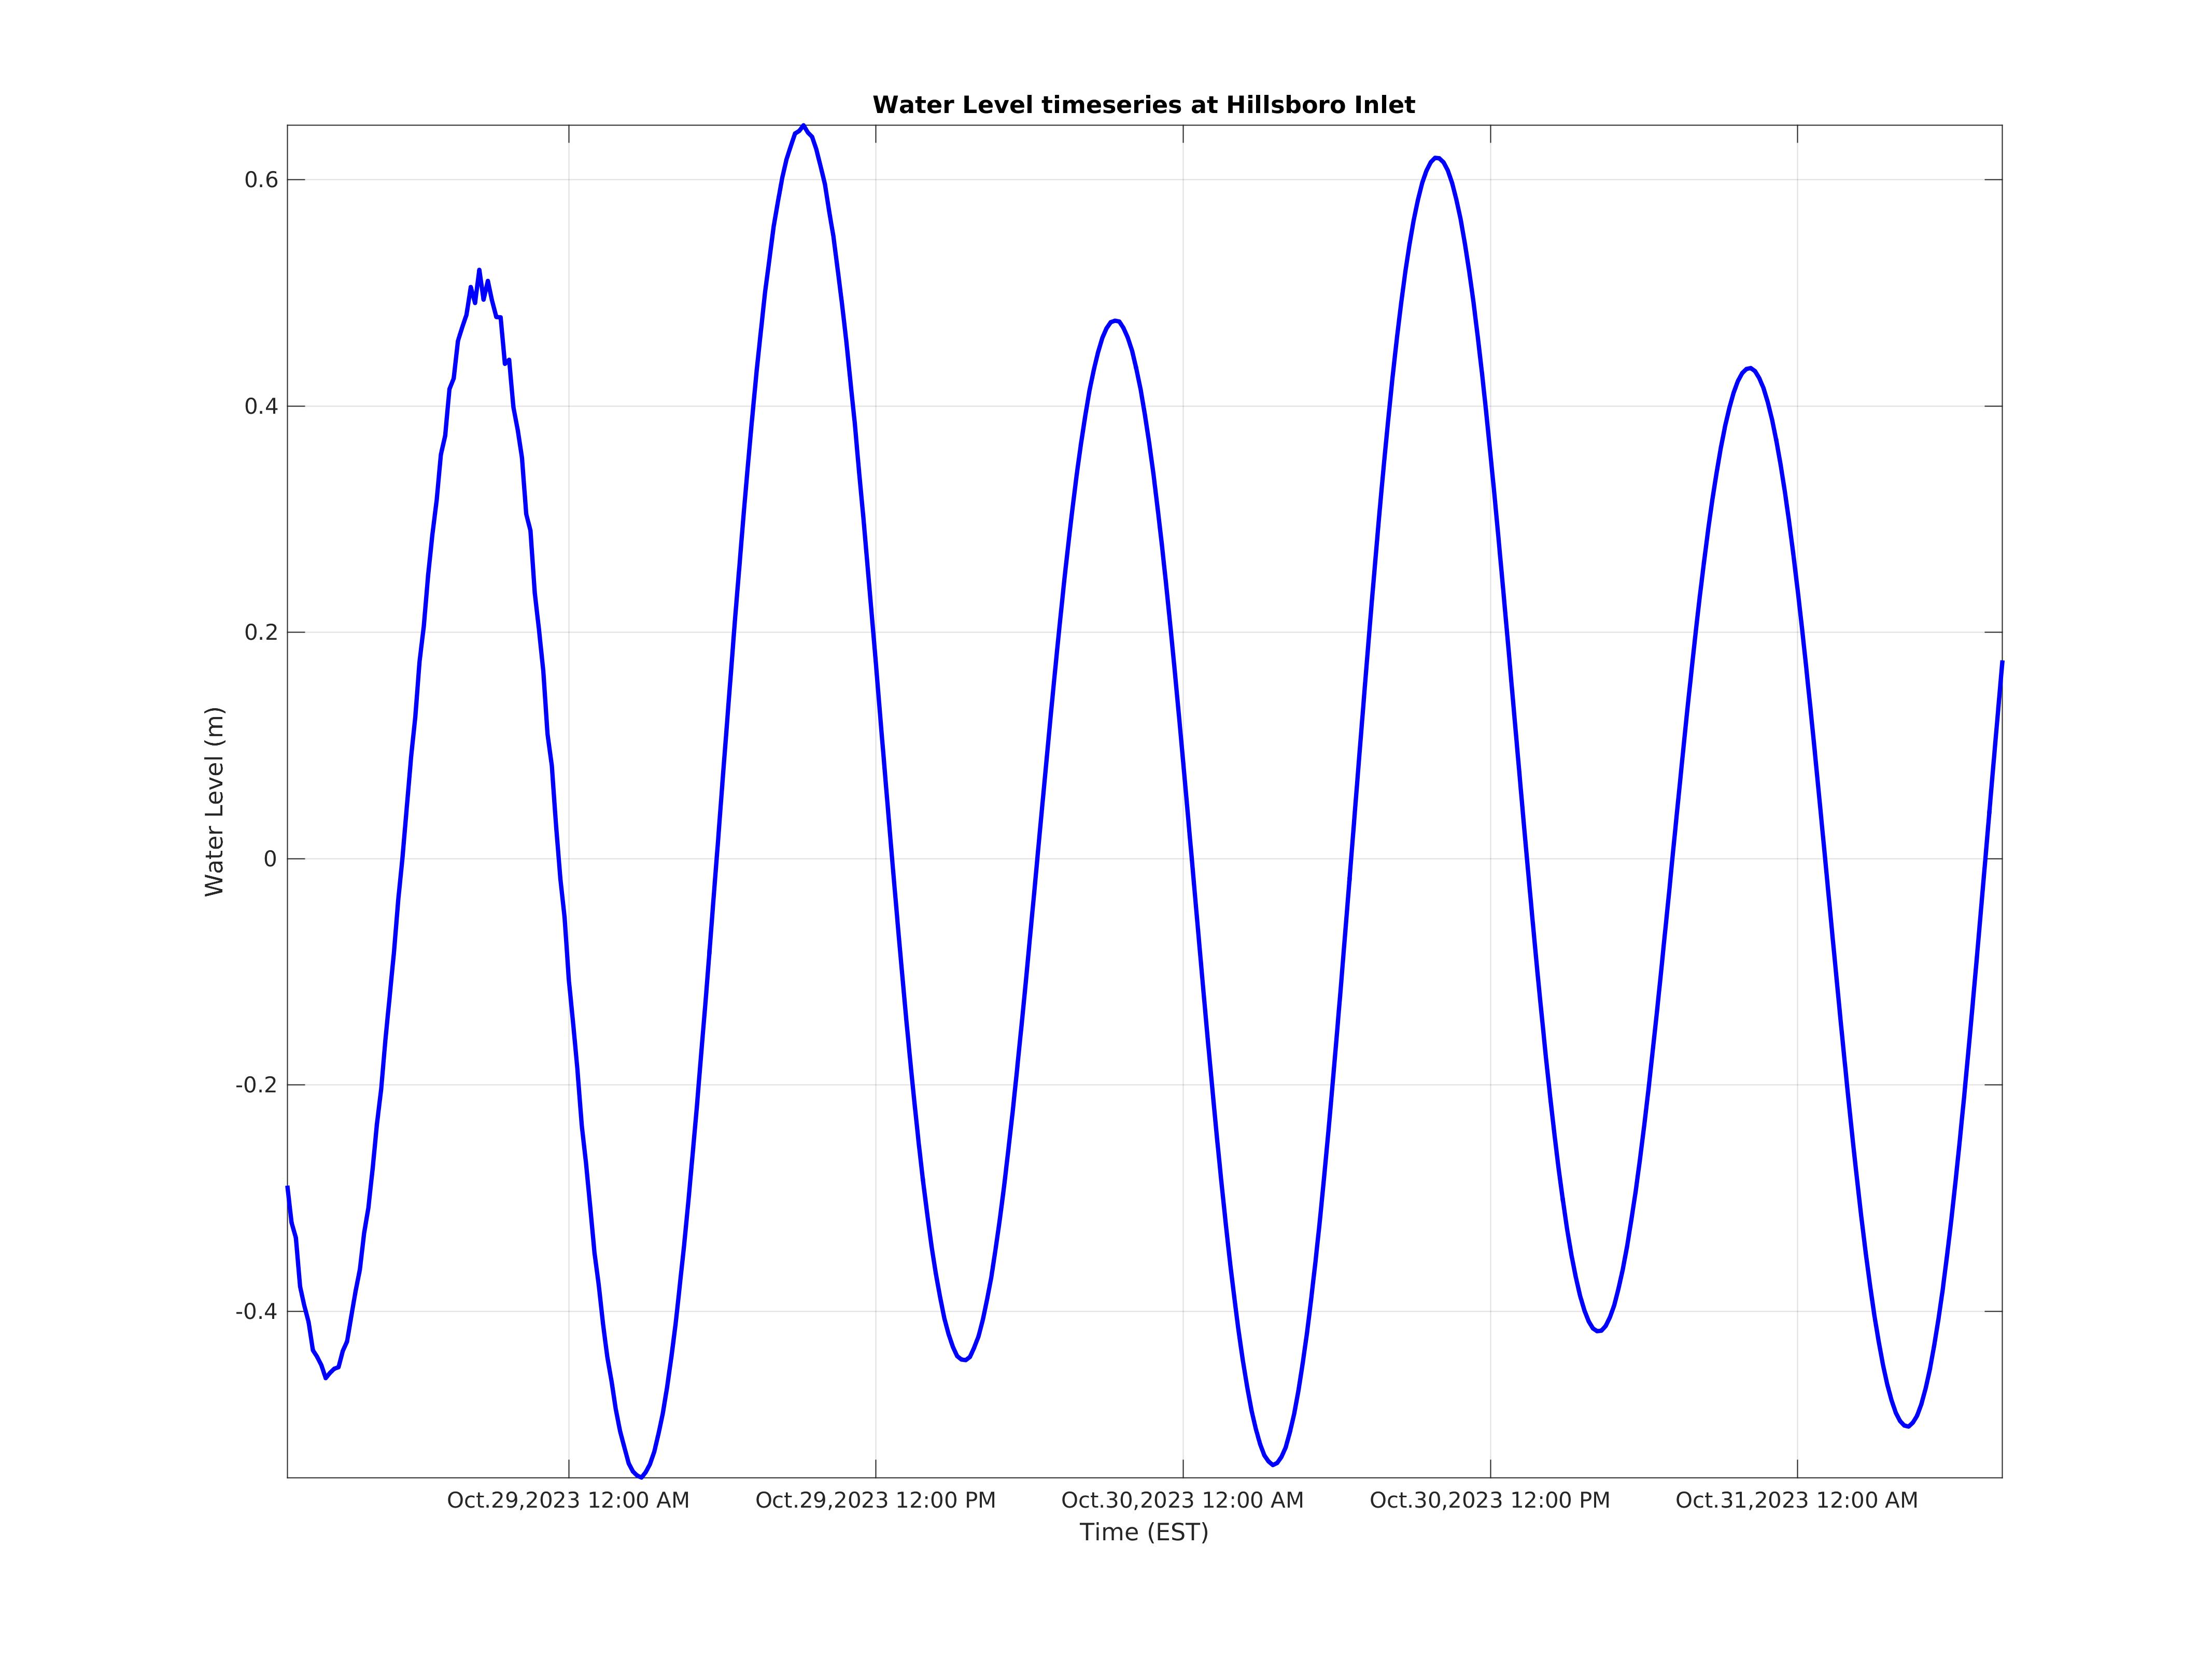 Water Level timeseries at Hillsboro Inlet
0.6
0.4
0.2
0
-0.2
-0.4
Water Level (m)
Oct.29,2023 12:00 AM
Oct.29,2023 12:00 PM
Oct.30,2023 12:00 AM
Oct.30,2023 12:00 PM
Oct.31,2023 12:00 AM
Time (EST)